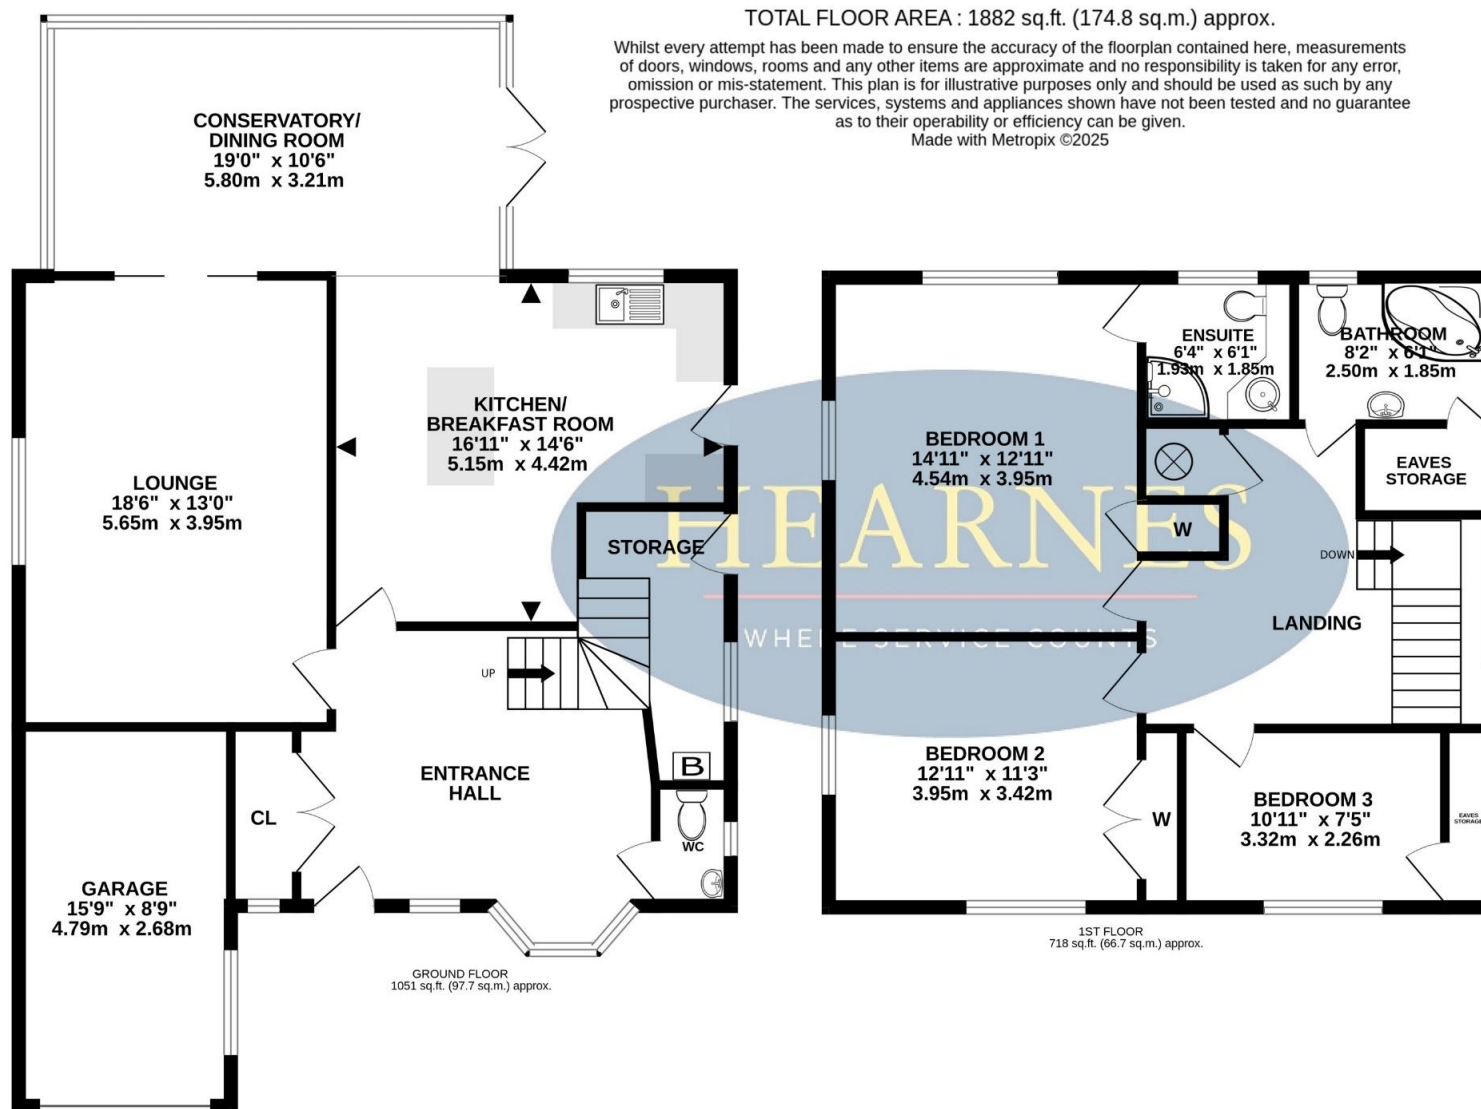 TOTAL FLOOR AREA : 1882 sq.ft. (174.8 sq.m.) approx.
Whilst every attempt has been made to ensure the accuracy of the floorplan contained here, measurements
of doors, windows, rooms and any other items are approximate and no responsibility is taken for any error,
omission or mis-statement. This plan is for illustrative purposes only and should be used as such by any
prospective purchaser. The services, systems and appliances shown have not been tested and no guarantee
as to their operability or efficiency can be given.
Made with Metropix ©2025
CONSERVATORY/
DINING ROOM
19'0" x 10'6"
5.80m x 3.21m
KITCHEN/
BREAKFAST ROOM
16'11" x 14'6"
5.15m x 4.42m
LOUNGE
18'6" x 13'0"
5.65m x 3.95m
STORAGE
UP
ENTRANCE
HALL
B
CL
WC
GARAGE
15'9" x 8'9"
4.79m x 2.68m
GROUND FLOOR
1051 sq.ft. (97.7 sq.m.) approx.
ENSUITE
6'4" x 6'1"
1.93m x 1.85m
BATHROOM
8'2" x 6'1"
2.50m x 1.85m
BEDROOM 1
14'11" x 12'11"
4.54m x 3.95m
EAVES
STORAGE
W
DOWN
LANDING
BEDROOM 2
12'11" x 11'3"
3.95m x 3.42m
W
BEDROOM 3
10'11" x 7'5"
3.32m x 2.26m
EAVES
STORAGE
1ST FLOOR
718 sq.ft. (66.7 sq.m.) approx.
HEARNES
WHERE SERVICE COUNTS